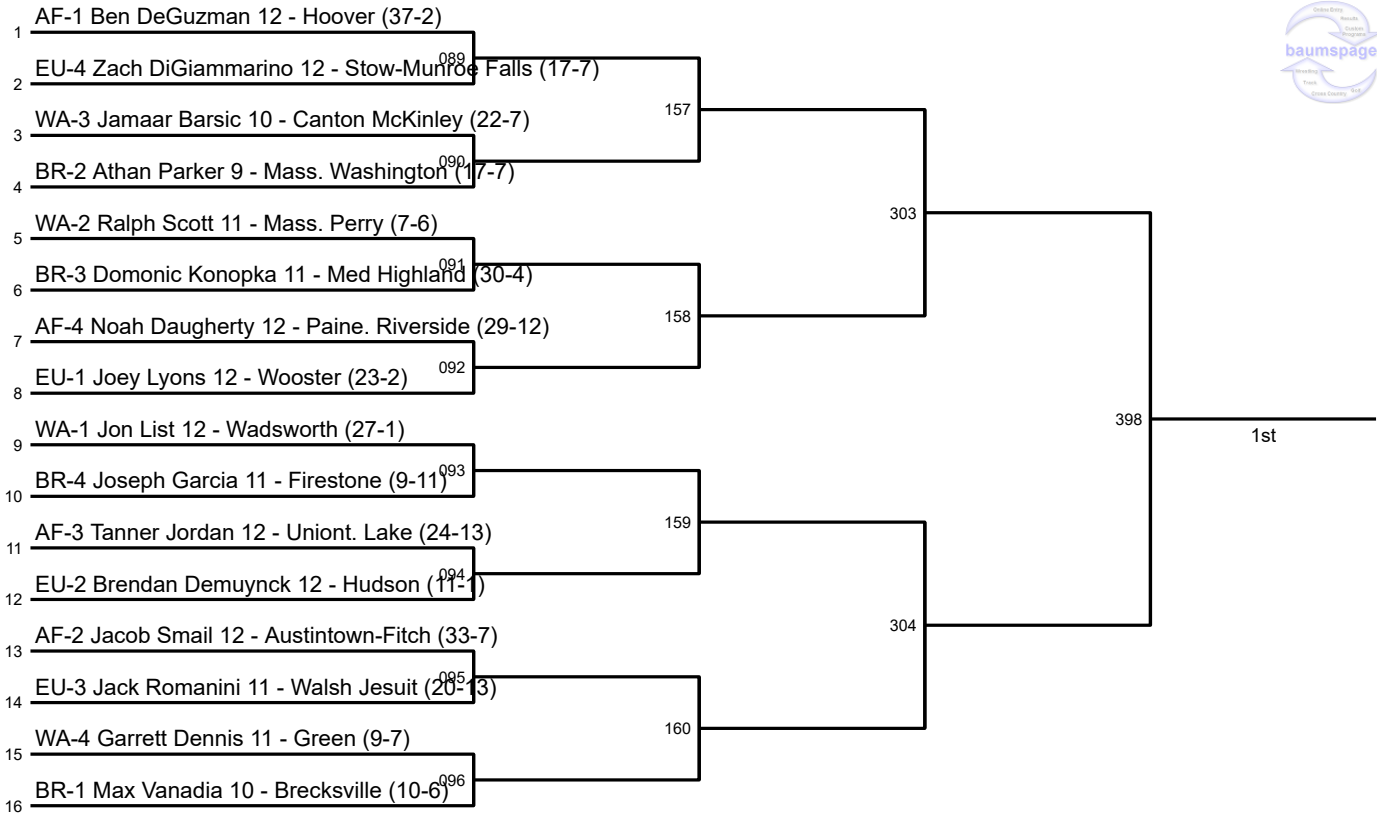 1 AF-1 Ben DeGuzman 12 - Hoover (37-2)
089
2 EU-4 Zach DiGiammarino 12 - Stow-Munroe Falls (17-7)
157
3 WA-3 Jamaar Barsic 10 - Canton McKinley (22-7)
090
4 BR-2 Athan Parker 9 - Mass. Washington (17-7)
303
5 WA-2 Ralph Scott 11 - Mass. Perry (7-6)
091
6 BR-3 Domonic Konopka 11 - Med Highland (30-4)
158
7 AF-4 Noah Daugherty 12 - Paine. Riverside (29-12)
092
8 EU-1 Joey Lyons 12 - Wooster (23-2)
398
1st
9 WA-1 Jon List 12 - Wadsworth (27-1)
093
10 BR-4 Joseph Garcia 11 - Firestone (9-11)
159
11 AF-3 Tanner Jordan 12 - Uniont. Lake (24-13)
094
12 EU-2 Brendan Demuynck 12 - Hudson (11-1)
304
13 AF-2 Jacob Smail 12 - Austintown-Fitch (33-7)
095
14 EU-3 Jack Romanini 11 - Walsh Jesuit (20-13)
160
15 WA-4 Garrett Dennis 11 - Green (9-7)
096
16 BR-1 Max Vanadia 10 - Brecksville (10-6)
Online Entry
Results
Custom
Programs
baumspage
Wrestling
Track
Cross Country